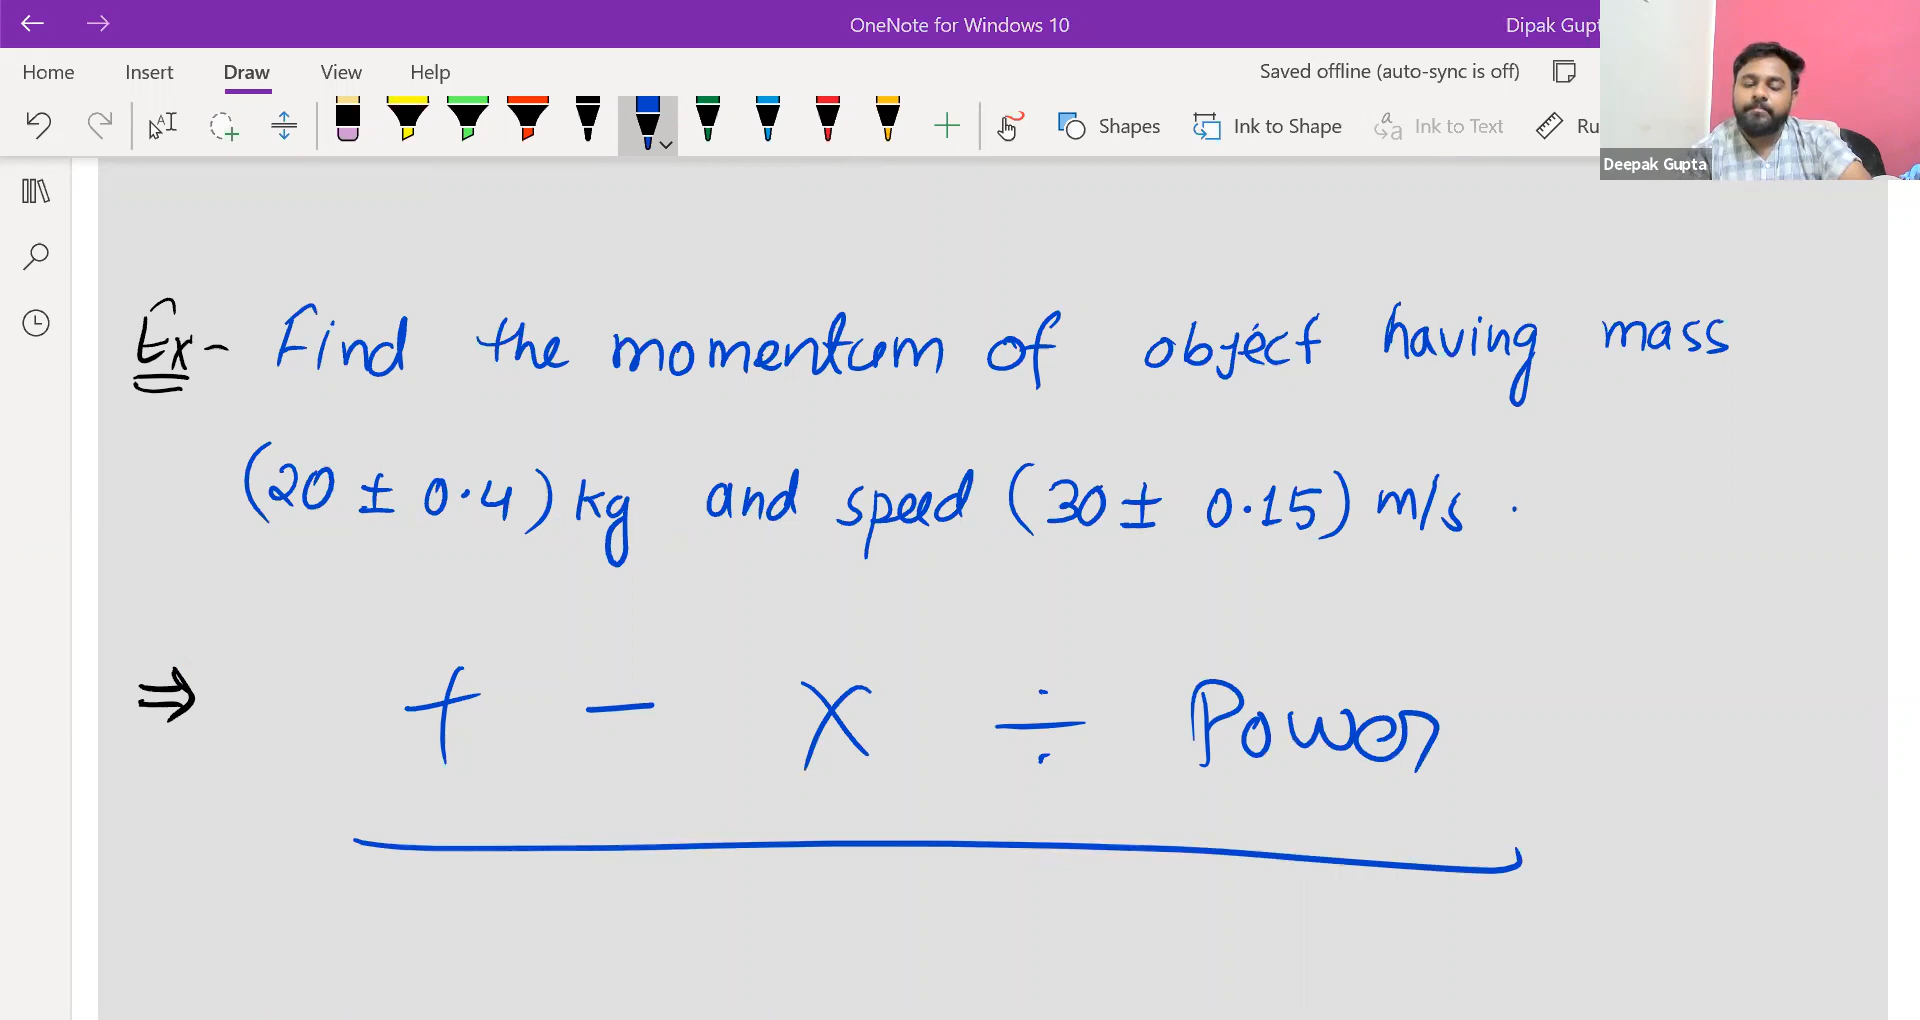 OneNote for Windows 10
Dipak Gupt
Home Insert Draw View Help
Saved offline (auto-sync is off)
Shapes Ink to Shape Ink to Text Ru
Deepak Gupta
Ex- Find the momentum of object having mass
(20 ± 0.4) kg and speed (30 ± 0.15) m/s .
⇒ + - × ÷ Power